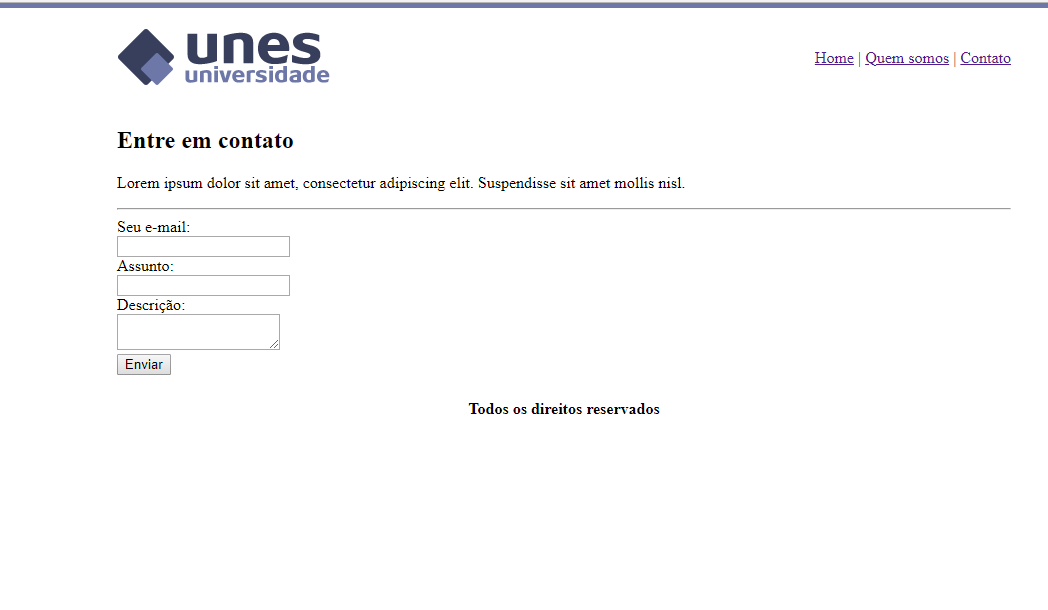 unes
universidade
Home | Quem somos | Contato
Entre em contato
Lorem ipsum dolor sit amet, consectetur adipiscing elit. Suspendisse sit amet mollis nisl.
Seu e-mail:
Assunto:
Descrição:
Enviar
Todos os direitos reservados